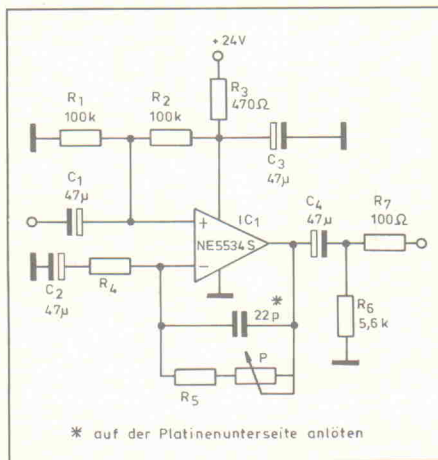 +24V
R3
470Ω
R1
100k
R2
100k
C3
47µ
C1
47µ
IC1
NE5534S
+
−
C4
47µ
R7
100Ω
C2
47µ
R4
22p *
R6
5,6k
R5
P
* auf der Platinenunterseite anlöten